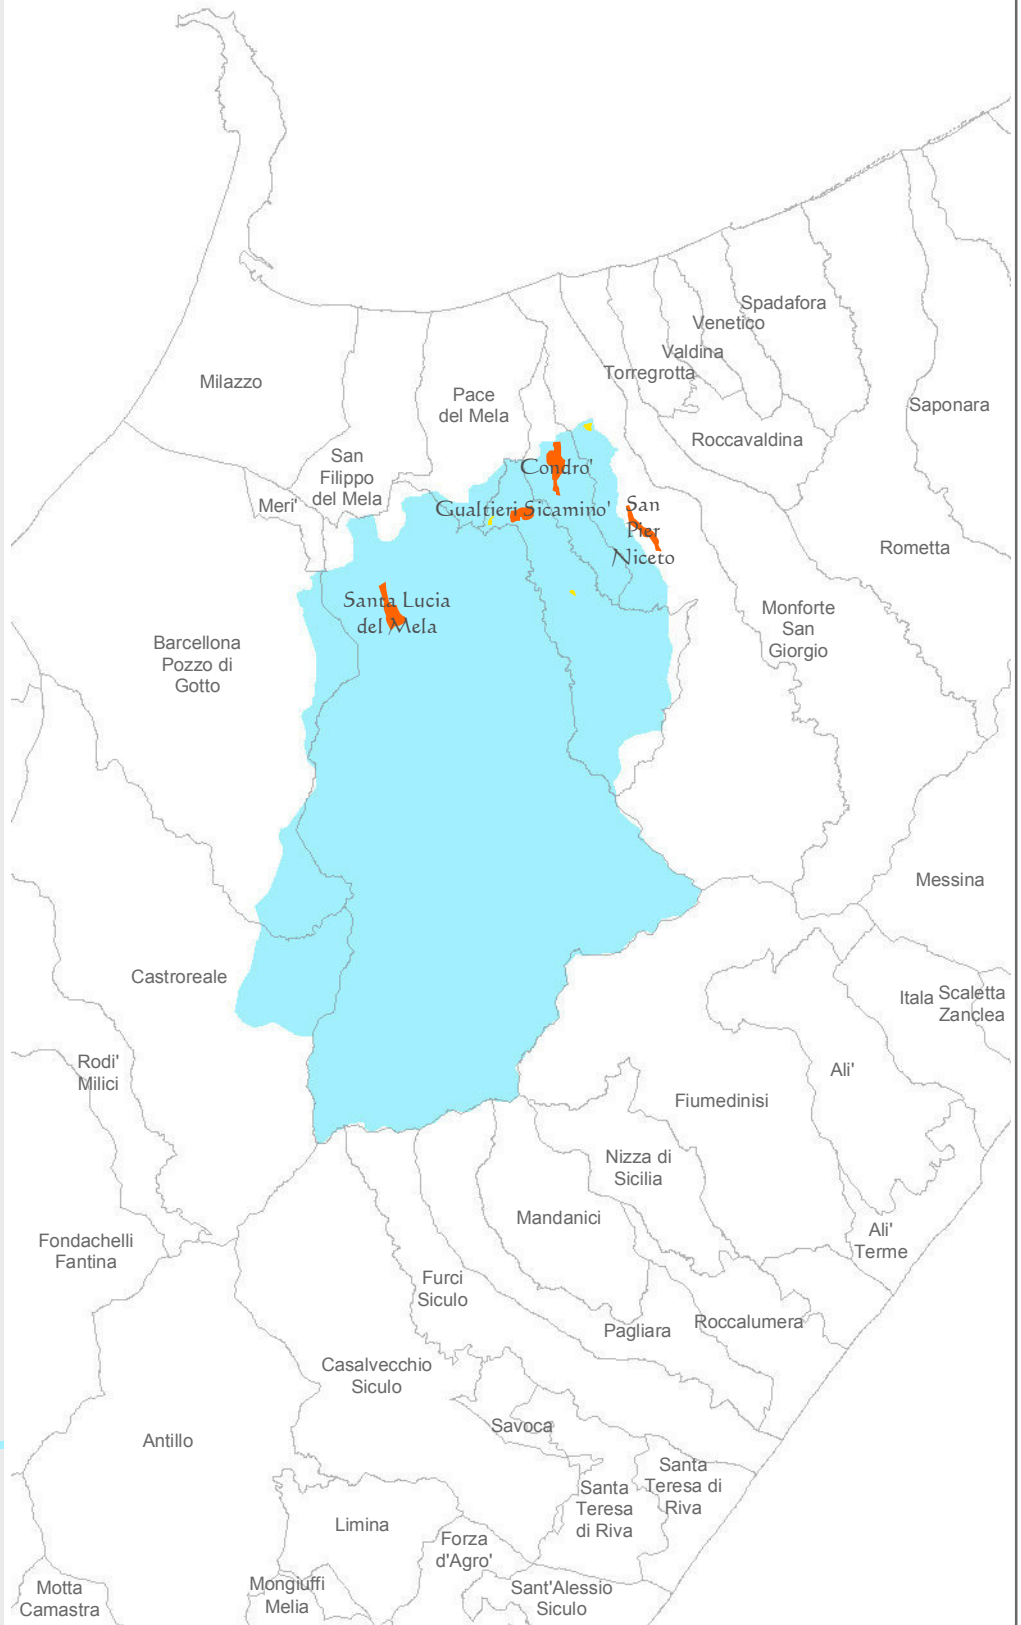 Spadafora
Venetico
Valdina
Torregrotta
Milazzo
Pace
del Mela
Saponara
Roccavaldina
San
Filippo
del Mela
Condro'
Meri'
Gualtieri Sicamino'
San
Pier
Niceto
Rometta
Santa Lucia
del Mela
Monforte
San
Giorgio
Barcellona
Pozzo di
Gotto
Messina
Castroreale
Itala
Scaletta
Zanclea
Rodi'
Milici
Ali'
Fiumedinisi
Nizza di
Sicilia
Mandanici
Ali'
Terme
Fondachelli
Fantina
Furci
Siculo
Pagliara
Roccalumera
Casalvecchio
Siculo
Savoca
Antillo
Santa
Teresa di
Riva
Santa
Teresa
di Riva
Limina
Forza
d'Agro'
Motta
Camastra
Mongiuffi
Melia
Sant'Alessio
Siculo